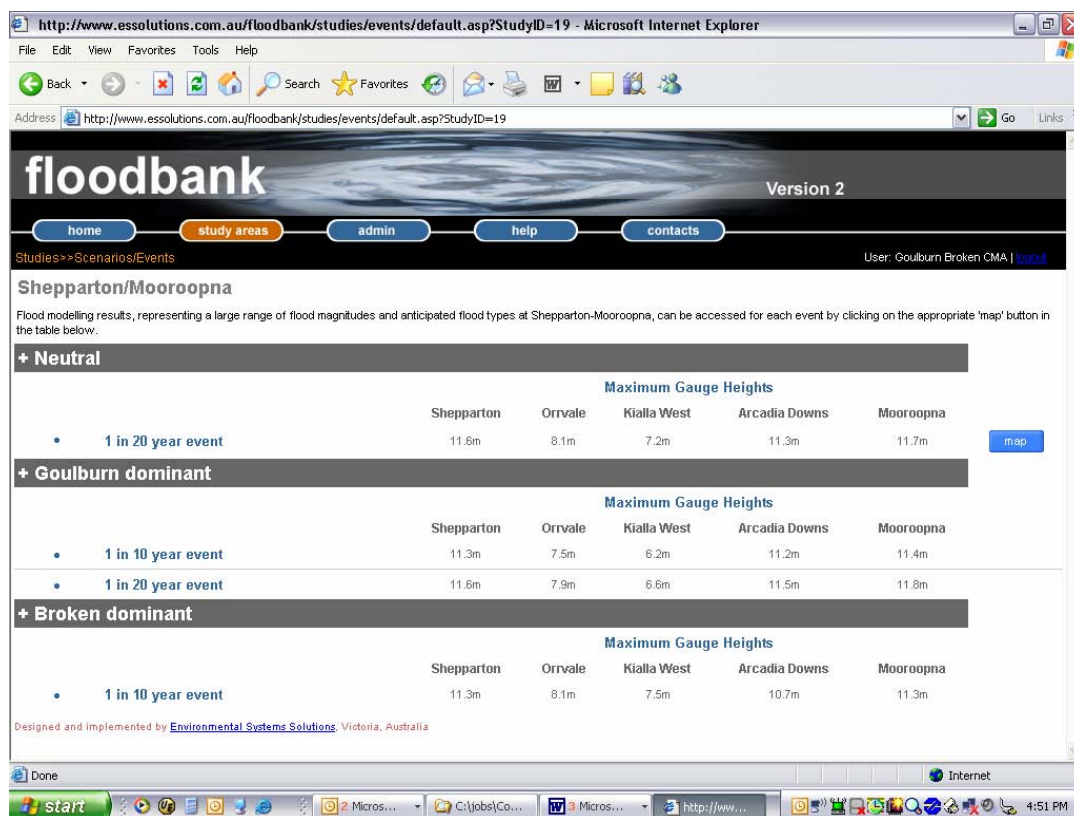 http://www.essolutions.com.au/floodbank/studies/events/default.asp?StudyID=19 - Microsoft Internet Explorer
File Edit View Favorites Tools Help
Back Search Favorites
Address http://www.essolutions.com.au/floodbank/studies/events/default.asp?StudyID=19 Go Links
floodbank Version 2
home study areas admin help contacts
Studies>>Scenarios/Events User: Goulburn Broken CMA | logout
Shepparton/Mooroopna
Flood modelling results, representing a large range of flood magnitudes and anticipated flood types at Shepparton-Mooroopna, can be accessed for each event by clicking on the appropriate 'map' button in
the table below.
+ Neutral
Maximum Gauge Heights
Shepparton Orrvale Kialla West Arcadia Downs Mooroopna
• 1 in 20 year event 11.6m 8.1m 7.2m 11.3m 11.7m map
+ Goulburn dominant
Maximum Gauge Heights
Shepparton Orrvale Kialla West Arcadia Downs Mooroopna
• 1 in 10 year event 11.3m 7.5m 6.2m 11.2m 11.4m
• 1 in 20 year event 11.6m 7.9m 6.6m 11.5m 11.8m
+ Broken dominant
Maximum Gauge Heights
Shepparton Orrvale Kialla West Arcadia Downs Mooroopna
• 1 in 10 year event 11.3m 8.1m 7.5m 10.7m 11.3m
Designed and implemented by Environmental Systems Solutions, Victoria, Australia
Done Internet
start 2 Micros... C:\jobs\Co... 3 Micros... http://ww... 4:51 PM